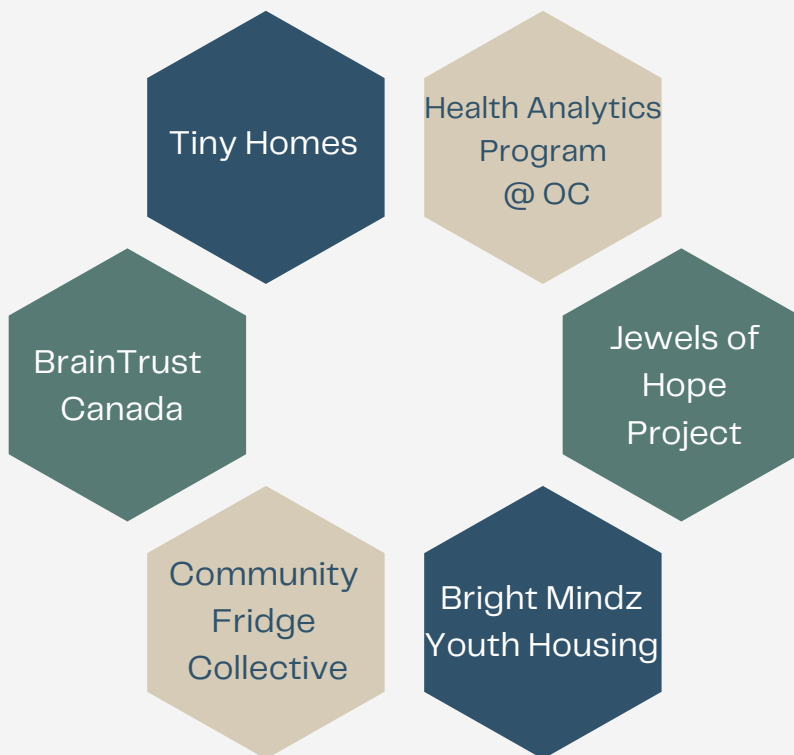 Tiny Homes
Health Analytics
Program
@ OC
BrainTrust
Canada
Jewels of
Hope
Project
Community
Fridge
Collective
Bright Mindz
Youth Housing